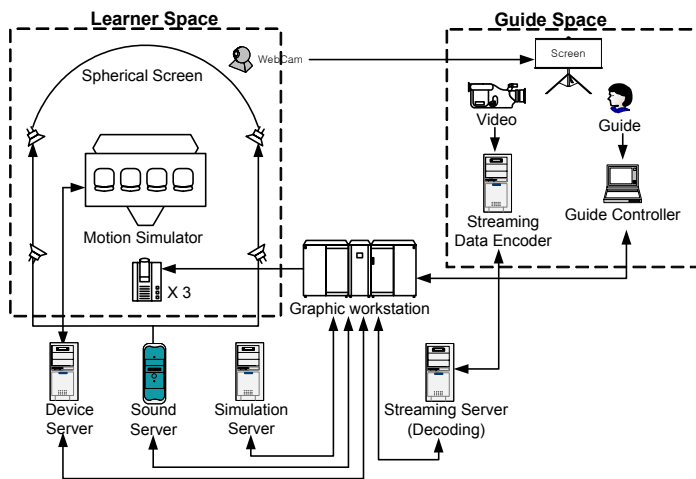 Learner Space
Guide Space
WebCam
Screen
Spherical Screen
Video
Guide
Motion Simulator
Streaming
Data Encoder
Guide Controller
X 3
Graphic workstation
Device
Server
Sound
Server
Simulation
Server
Streaming Server
(Decoding)